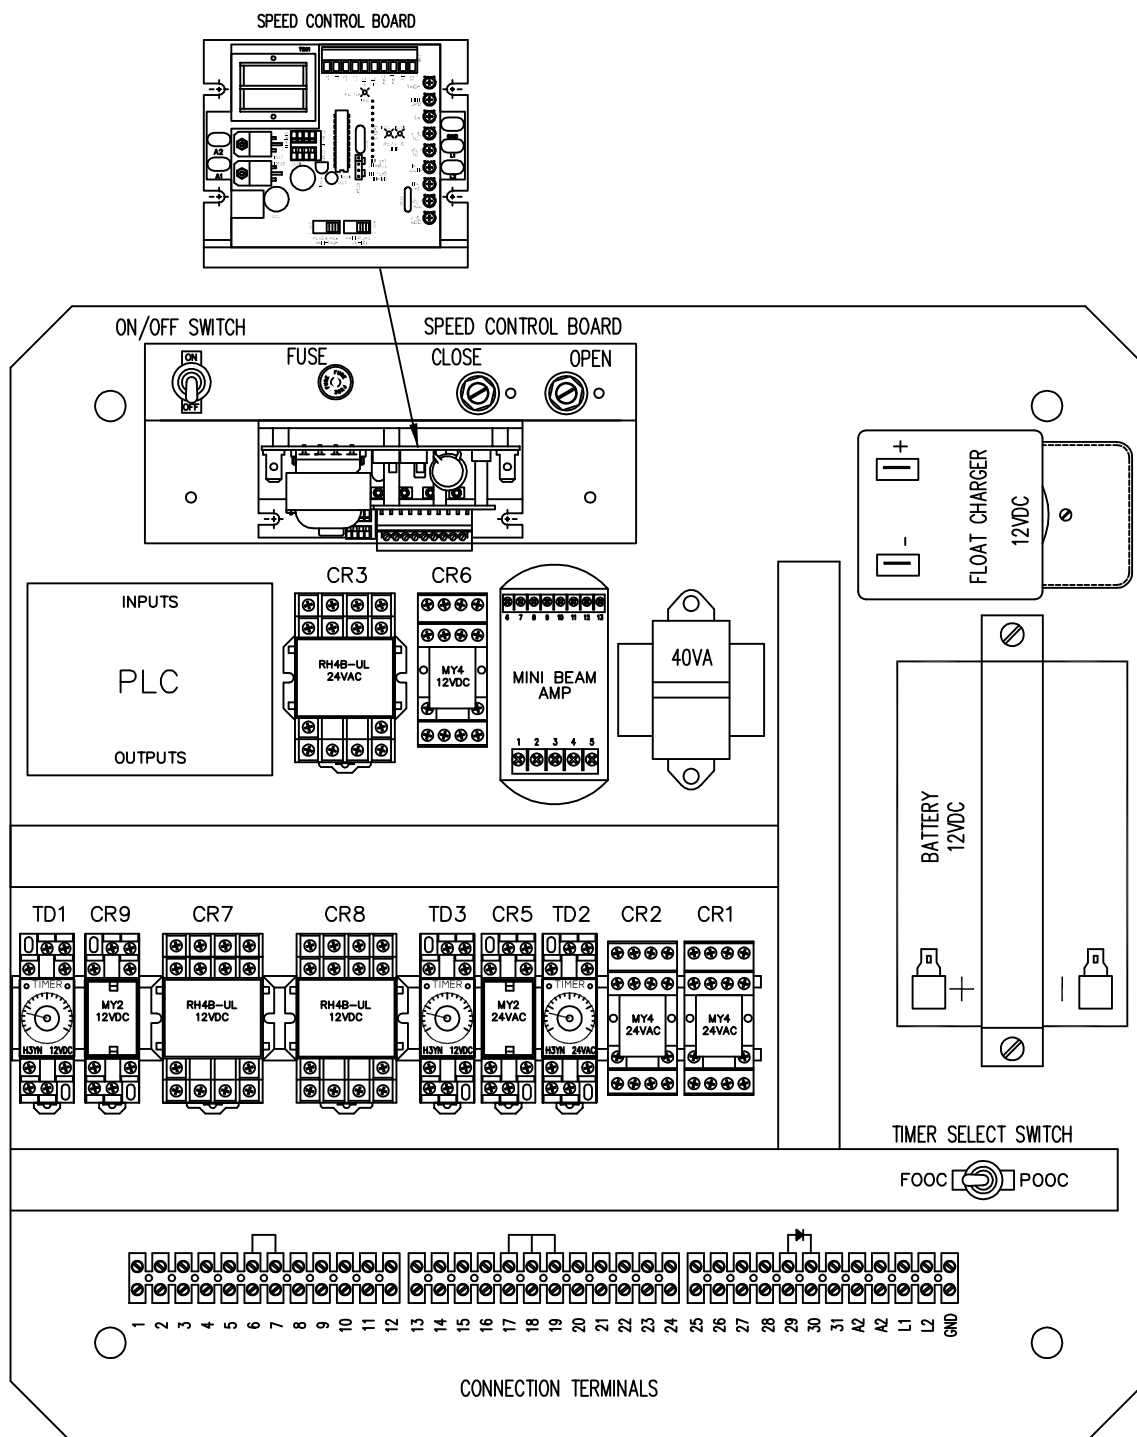 SPEED CONTROL BOARD
A2
A1
GND
L1
L2
ON/OFF SWITCH
SPEED CONTROL BOARD
ON
OFF
FUSE
CLOSE
OPEN
+
-
FLOAT CHARGER
12VDC
CR3
CR6
INPUTS
PLC
OUTPUTS
RH4B-UL
24VAC
MY4
12VDC
6 7 8 9 10 11 12 13
MINI BEAM
AMP
1 2 3 4 5
40VA
BATTERY
12VDC
TD1 CR9 CR7 CR8 TD3 CR5 TD2 CR2 CR1
TIMER
H3YN 12VDC
MY2
12VDC
RH4B-UL
12VDC
RH4B-UL
12VDC
TIMER
H3YN 12VDC
MY2
24VAC
TIMER
H3YN 24VAC
MY4
24VAC
MY4
24VAC
+
-
TIMER SELECT SWITCH
FOOC
POOC
1 2 3 4 5 6 7 8 9 10 11 12 13 14 15 16 17 18 19 20 21 22 23 24 25 26 27 28 29 30 31 A2 A2 L1 L2 GND
CONNECTION TERMINALS